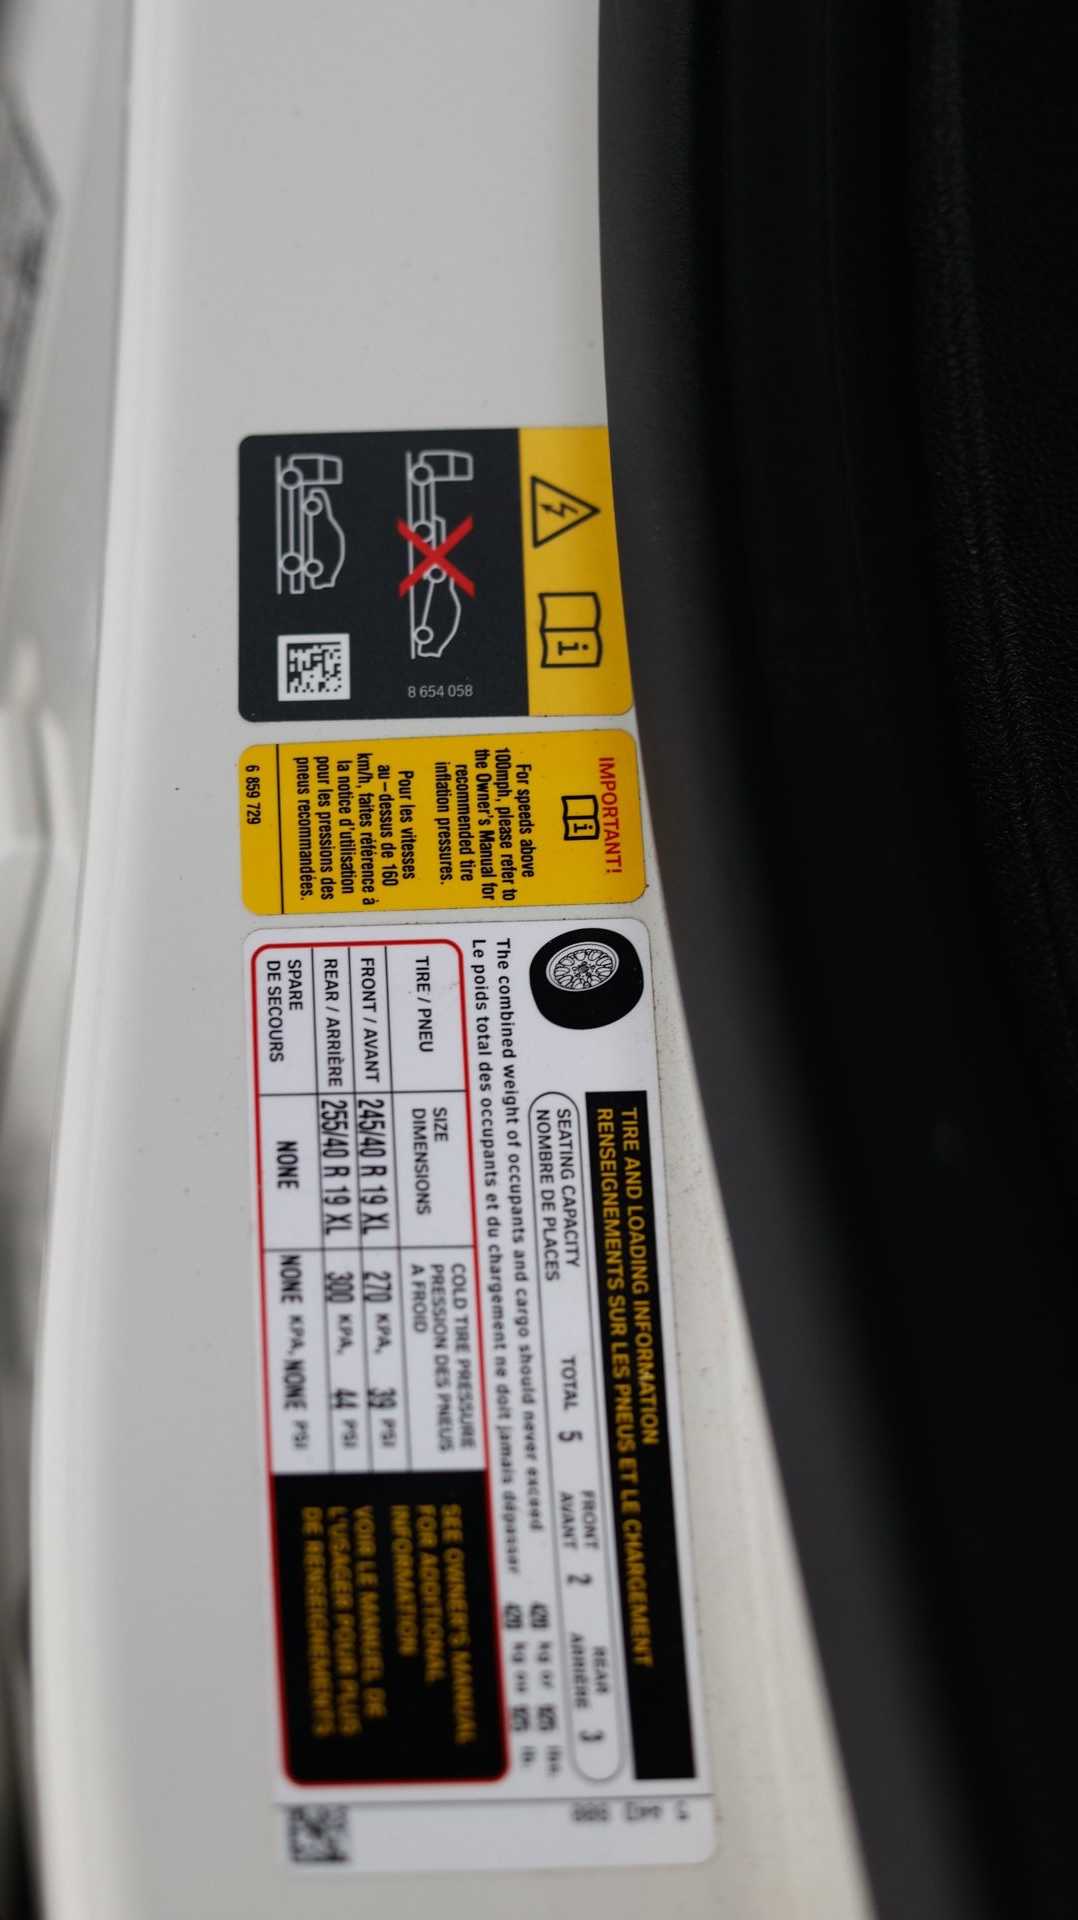 8 654 058
IMPORTANT!
For speeds above
100mph, please refer to
the Owner's Manual for
recommended tire
inflation pressures.
Pour les vitesses
au-dessus de 160
km/h, faites référence à
la notice d'utilisation
pour les pressions des
pneus recommandées.
6 859 729
TIRE AND LOADING INFORMATION
RENSEIGNEMENTS SUR LES PNEUS ET LE CHARGEMENT
SEATING CAPACITY TOTAL 5 FRONT 2 REAR 3
NOMBRE DE PLACES AVANT ARRIÈRE
The combined weight of occupants and cargo should never exceed kg or lbs.
Le poids total des occupants et du chargement ne doit jamais dépasser kg ou lb.
TIRE / PNEU SIZE COLD TIRE PRESSURE
DIMENSIONS PRESSION DES PNEUS
A FROID
FRONT / AVANT 245/40 R 19 XL 270 KPA, 39 PSI
REAR / ARRIÈRE 255/40 R 19 XL 300 KPA, 44 PSI
SPARE NONE NONE KPA, NONE PSI
DE SECOURS
SEE OWNER'S MANUAL
FOR ADDITIONAL
INFORMATION
VOIR LE MANUEL DE
L'USAGER POUR PLUS
DE RENSEIGNEMENTS